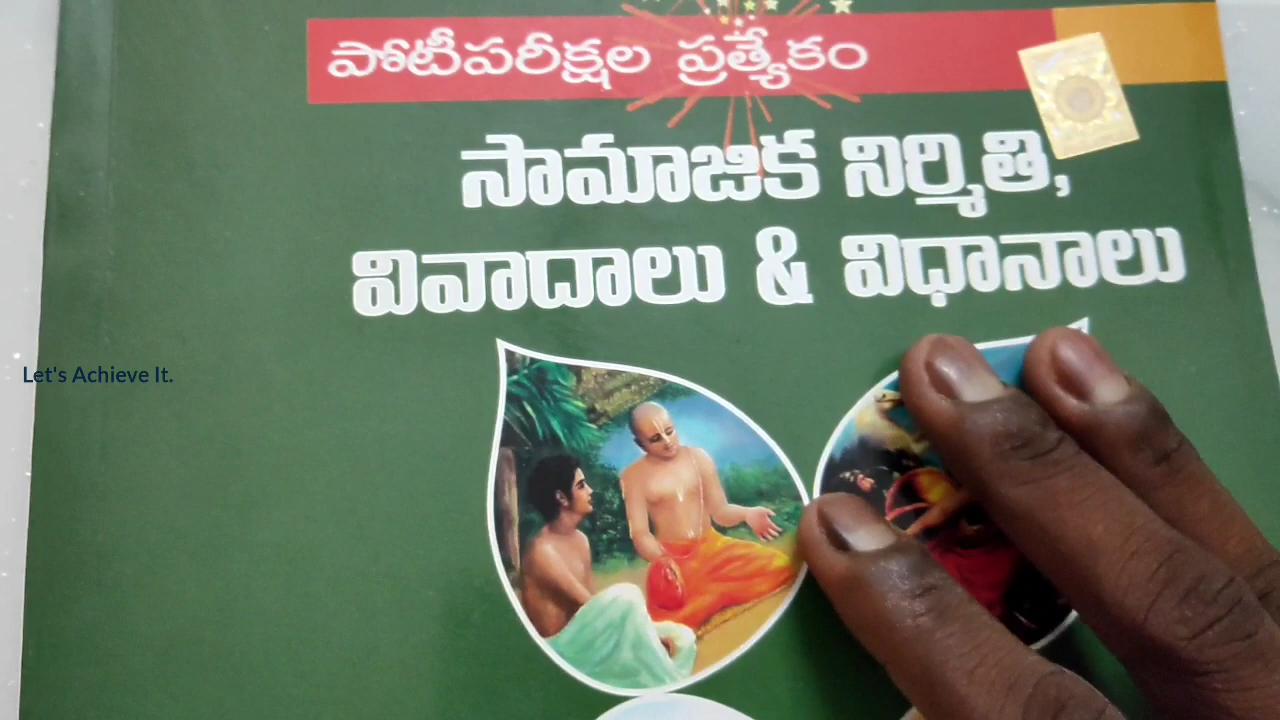 పోటీపరీక్షల ప్రత్యేకం
సామాజిక నిర్మితి,
వివాదాలు & విధానాలు
Let's Achieve It.